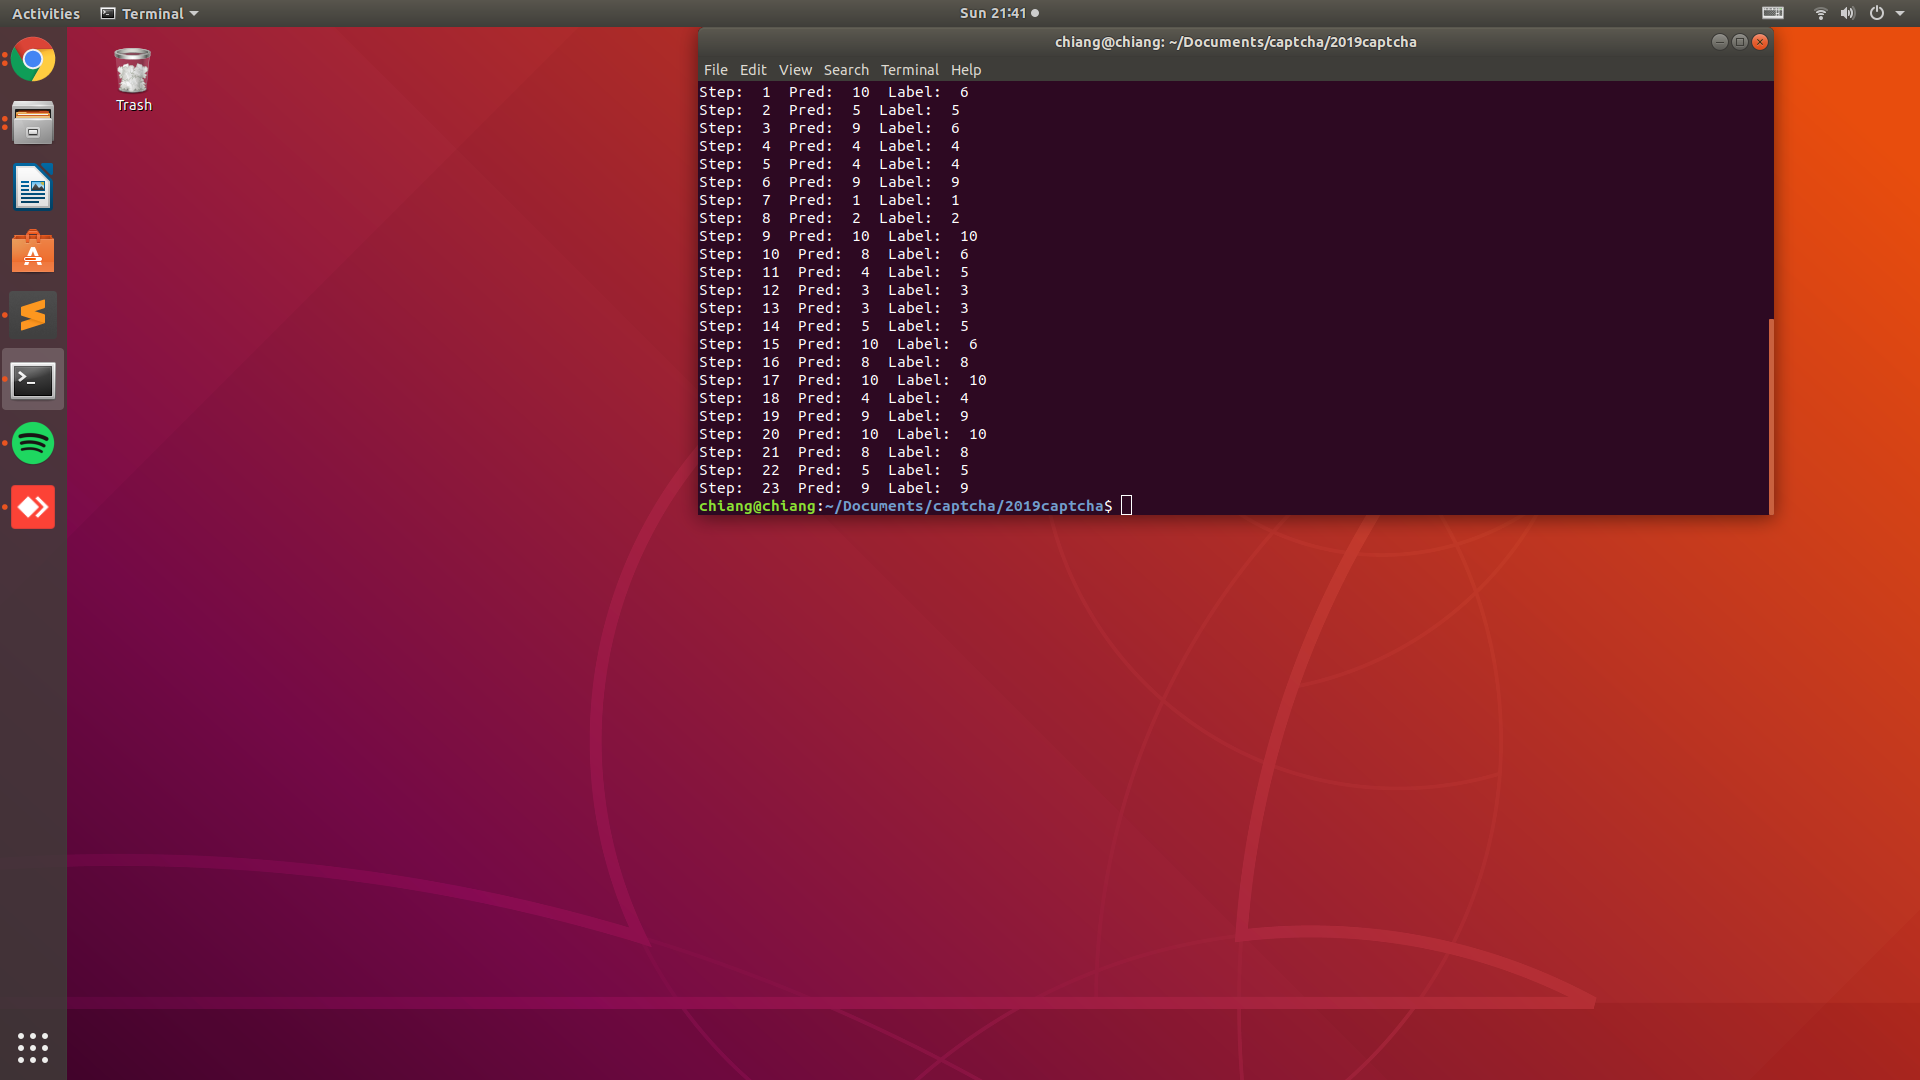 Activities Terminal Sun 21:41
Trash
chiang@chiang: ~/Documents/captcha/2019captcha
File Edit View Search Terminal Help
Step:  1  Pred:  10  Label:  6
Step:  2  Pred:  5  Label:  5
Step:  3  Pred:  9  Label:  6
Step:  4  Pred:  4  Label:  4
Step:  5  Pred:  4  Label:  4
Step:  6  Pred:  9  Label:  9
Step:  7  Pred:  1  Label:  1
Step:  8  Pred:  2  Label:  2
Step:  9  Pred:  10  Label:  10
Step:  10  Pred:  8  Label:  6
Step:  11  Pred:  4  Label:  5
Step:  12  Pred:  3  Label:  3
Step:  13  Pred:  3  Label:  3
Step:  14  Pred:  5  Label:  5
Step:  15  Pred:  10  Label:  6
Step:  16  Pred:  8  Label:  8
Step:  17  Pred:  10  Label:  10
Step:  18  Pred:  4  Label:  4
Step:  19  Pred:  9  Label:  9
Step:  20  Pred:  10  Label:  10
Step:  21  Pred:  8  Label:  8
Step:  22  Pred:  5  Label:  5
Step:  23  Pred:  9  Label:  9
chiang@chiang:~/Documents/captcha/2019captcha$